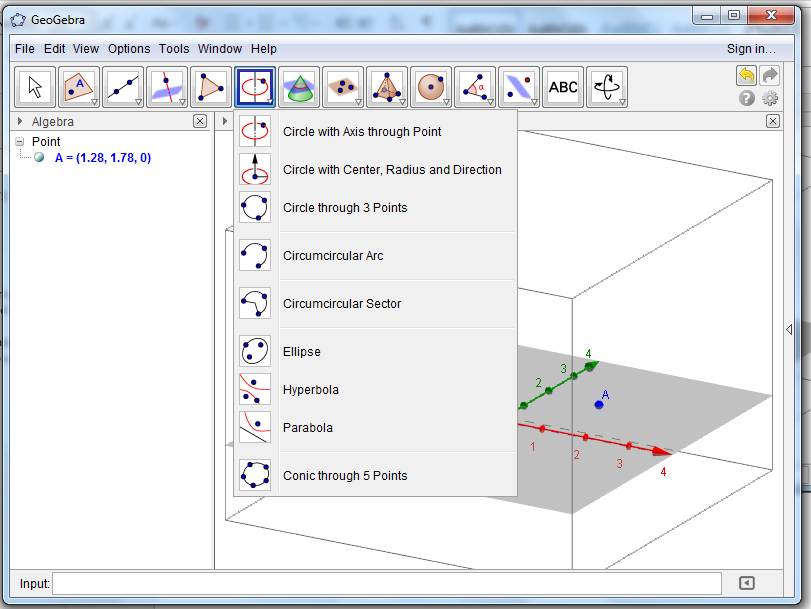 GeoGebra
File Edit View Options Tools Window Help Sign in...
A α ABC
Algebra
Point
A = (1.28, 1.78, 0)
Circle with Axis through Point
Circle with Center, Radius and Direction
Circle through 3 Points
Circumcircular Arc
Circumcircular Sector
Ellipse
Hyperbola
Parabola
Conic through 5 Points
4
3
2
A
1
2
3
4
Input: